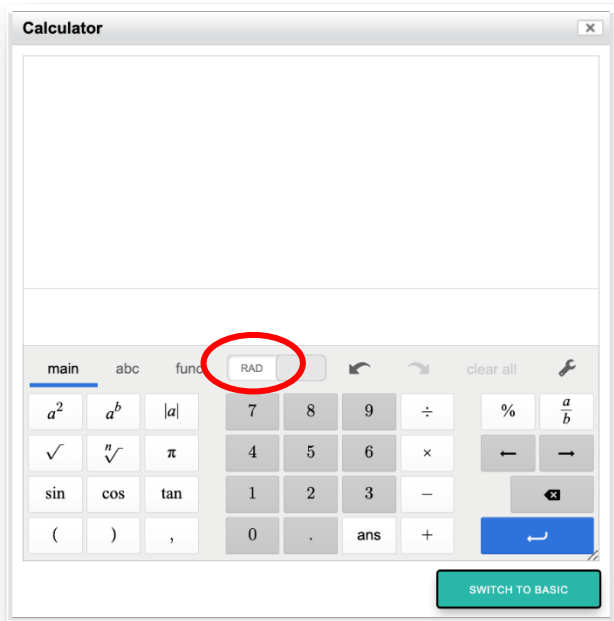 Calculator
main abc func RAD clear all
a² aᵇ |a| 7 8 9 ÷ % a/b
√ ⁿ√ π 4 5 6 × ← →
sin cos tan 1 2 3 −
( ) , 0 . ans +
SWITCH TO BASIC